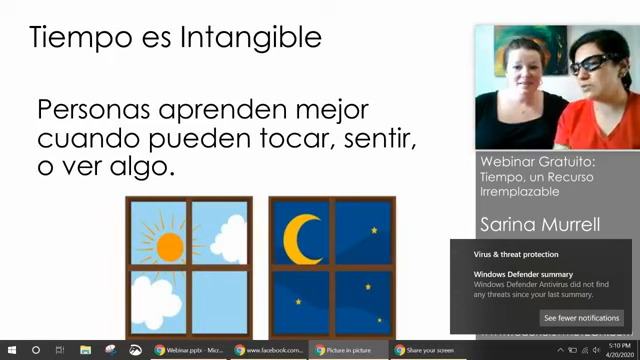 Tiempo es Intangible
Personas aprenden mejor
cuando pueden tocar, sentir,
o ver algo.
Webinar Gratuito:
Tiempo, un Recurso
Irremplazable
Sarina Murrell
Virus & threat protection
Windows Defender summary
Windows Defender Antivirus did not find
any threats since your last summary.
See fewer notifications
Webinar.pptx - Micr...
www.facebook.com...
Picture in picture
Share your screen
5:10 PM
4/20/2020